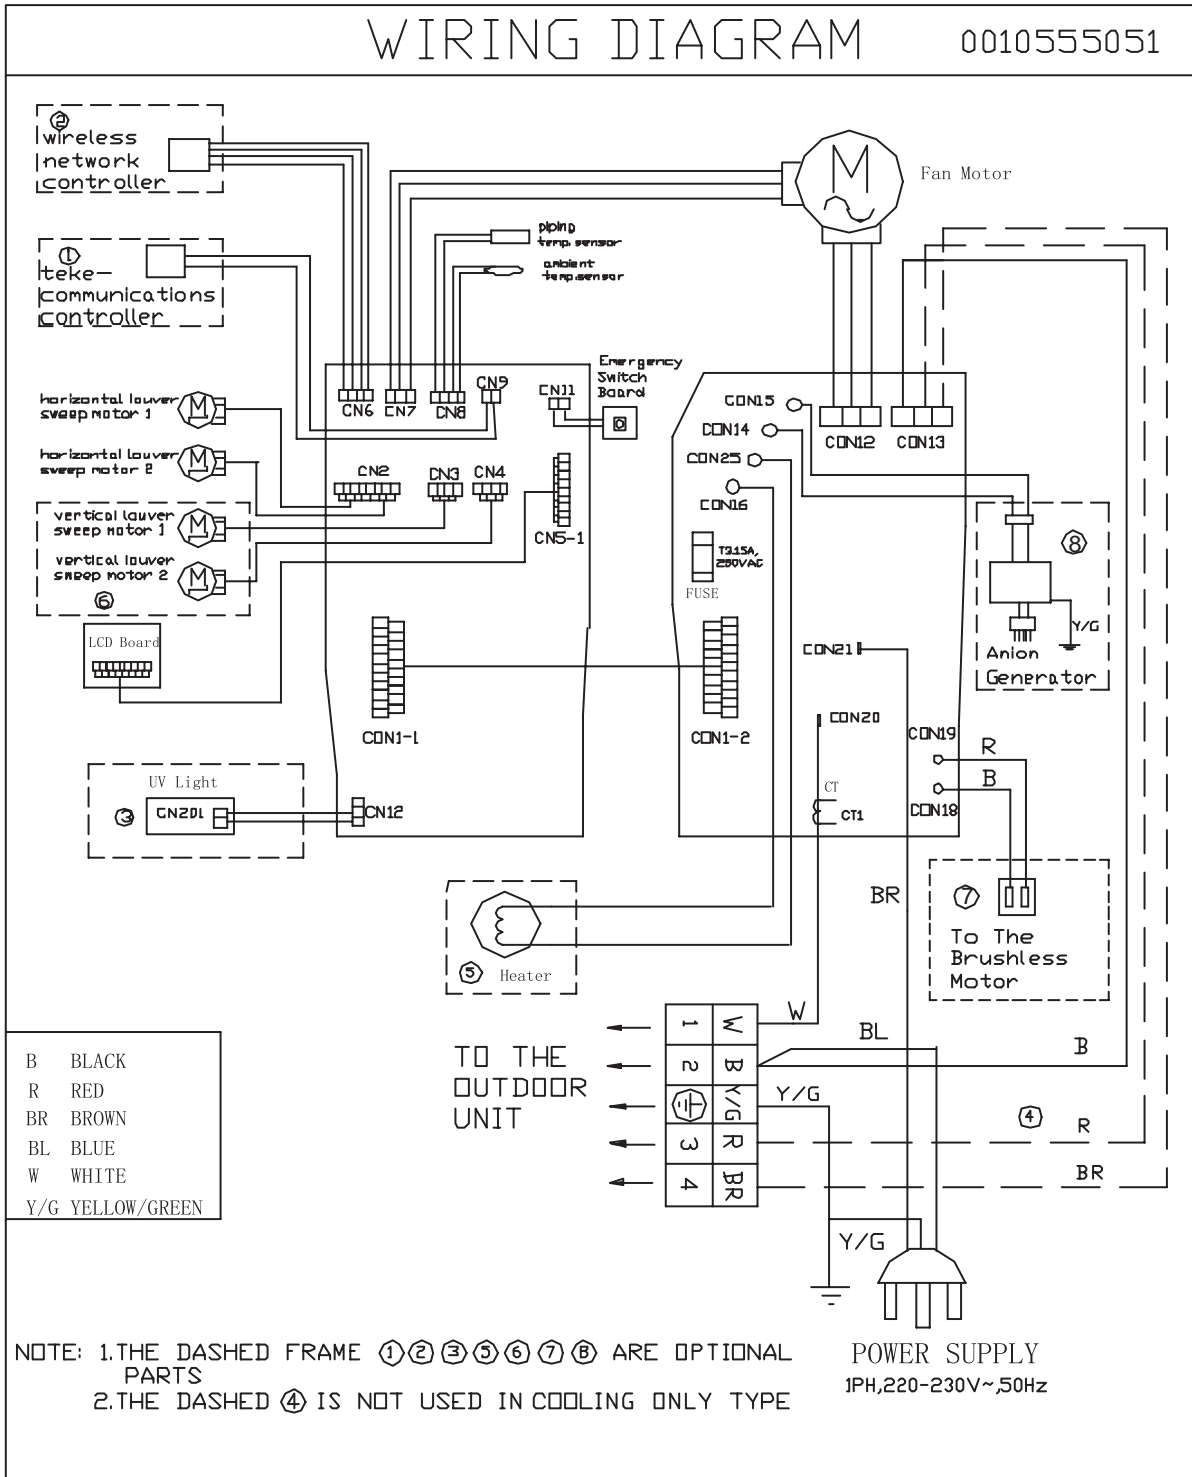 WIRING DIAGRAM 0010555051
2
wireless
network
controller
1
teke-
communications
controller
piping
temp. sensor
ambient
temp.sensor
Fan Motor
Emergency
Switch
Board
CN6 CN7 CN8 CN9 CN11
horizontal louver
sweep motor 1
M
horizontal louver
sweep motor 2
M
vertical louver
sweep motor 1
M
vertical louver
sweep motor 2
M
6
CN2 CN3 CN4
CN5-1
LCD Board
CON1-1
UV Light
3 CN201
CN12
M
CON15
CON14
CON25
CON16
CON12 CON13
T3.15A,
250VAC
FUSE
CON21
CON20
CON1-2
CON19
CON18
CT
CT1
R
B
8
Y/G
Anion
Generator
7
To The
Brushless
Motor
5 Heater
BR
W
BL
B
Y/G
4
R
BR
Y/G
1 W
2 B
Y/G
3 R
4 BR
TO THE
OUTDOOR
UNIT
B BLACK
R RED
BR BROWN
BL BLUE
W WHITE
Y/G YELLOW/GREEN
POWER SUPPLY
1PH,220-230V~,50Hz
NOTE: 1.THE DASHED FRAME 1 2 3 5 6 7 8 ARE OPTIONAL
PARTS
2.THE DASHED 4 IS NOT USED IN COOLING ONLY TYPE